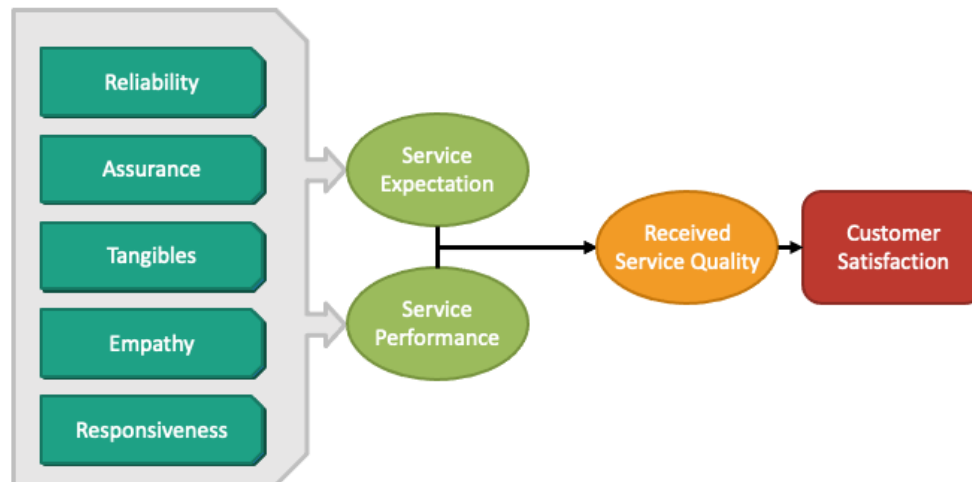 Reliability
Assurance
Tangibles
Empathy
Responsiveness
Service
Expectation
Service
Performance
Received
Service Quality
Customer
Satisfaction